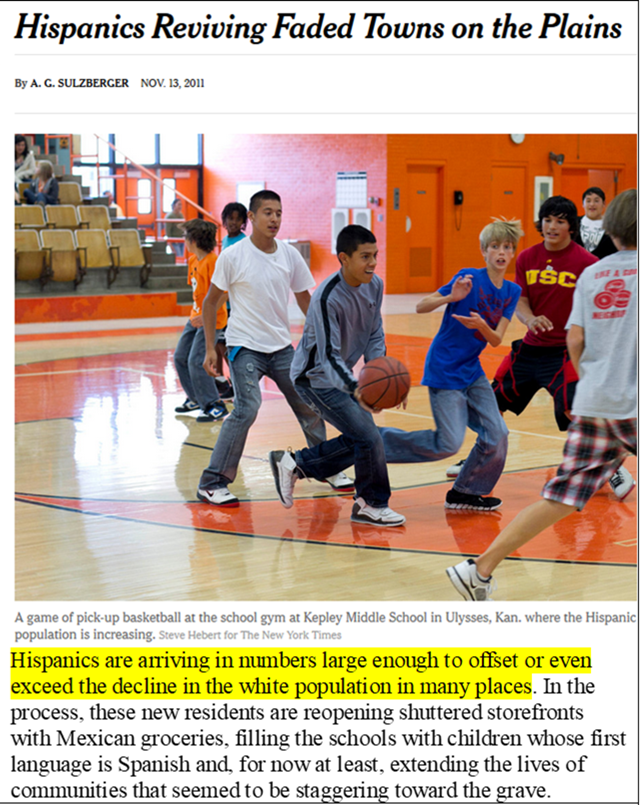 Hispanics Reviving Faded Towns on the Plains
By A. G. SULZBERGER NOV. 13, 2011
USC
LIKE A GOOD
NEIGHBOR
A game of pick-up basketball at the school gym at Kepley Middle School in Ulysses, Kan. where the Hispanic
population is increasing. Steve Hebert for The New York Times
Hispanics are arriving in numbers large enough to offset or even
exceed the decline in the white population in many places. In the
process, these new residents are reopening shuttered storefronts
with Mexican groceries, filling the schools with children whose first
language is Spanish and, for now at least, extending the lives of
communities that seemed to be staggering toward the grave.